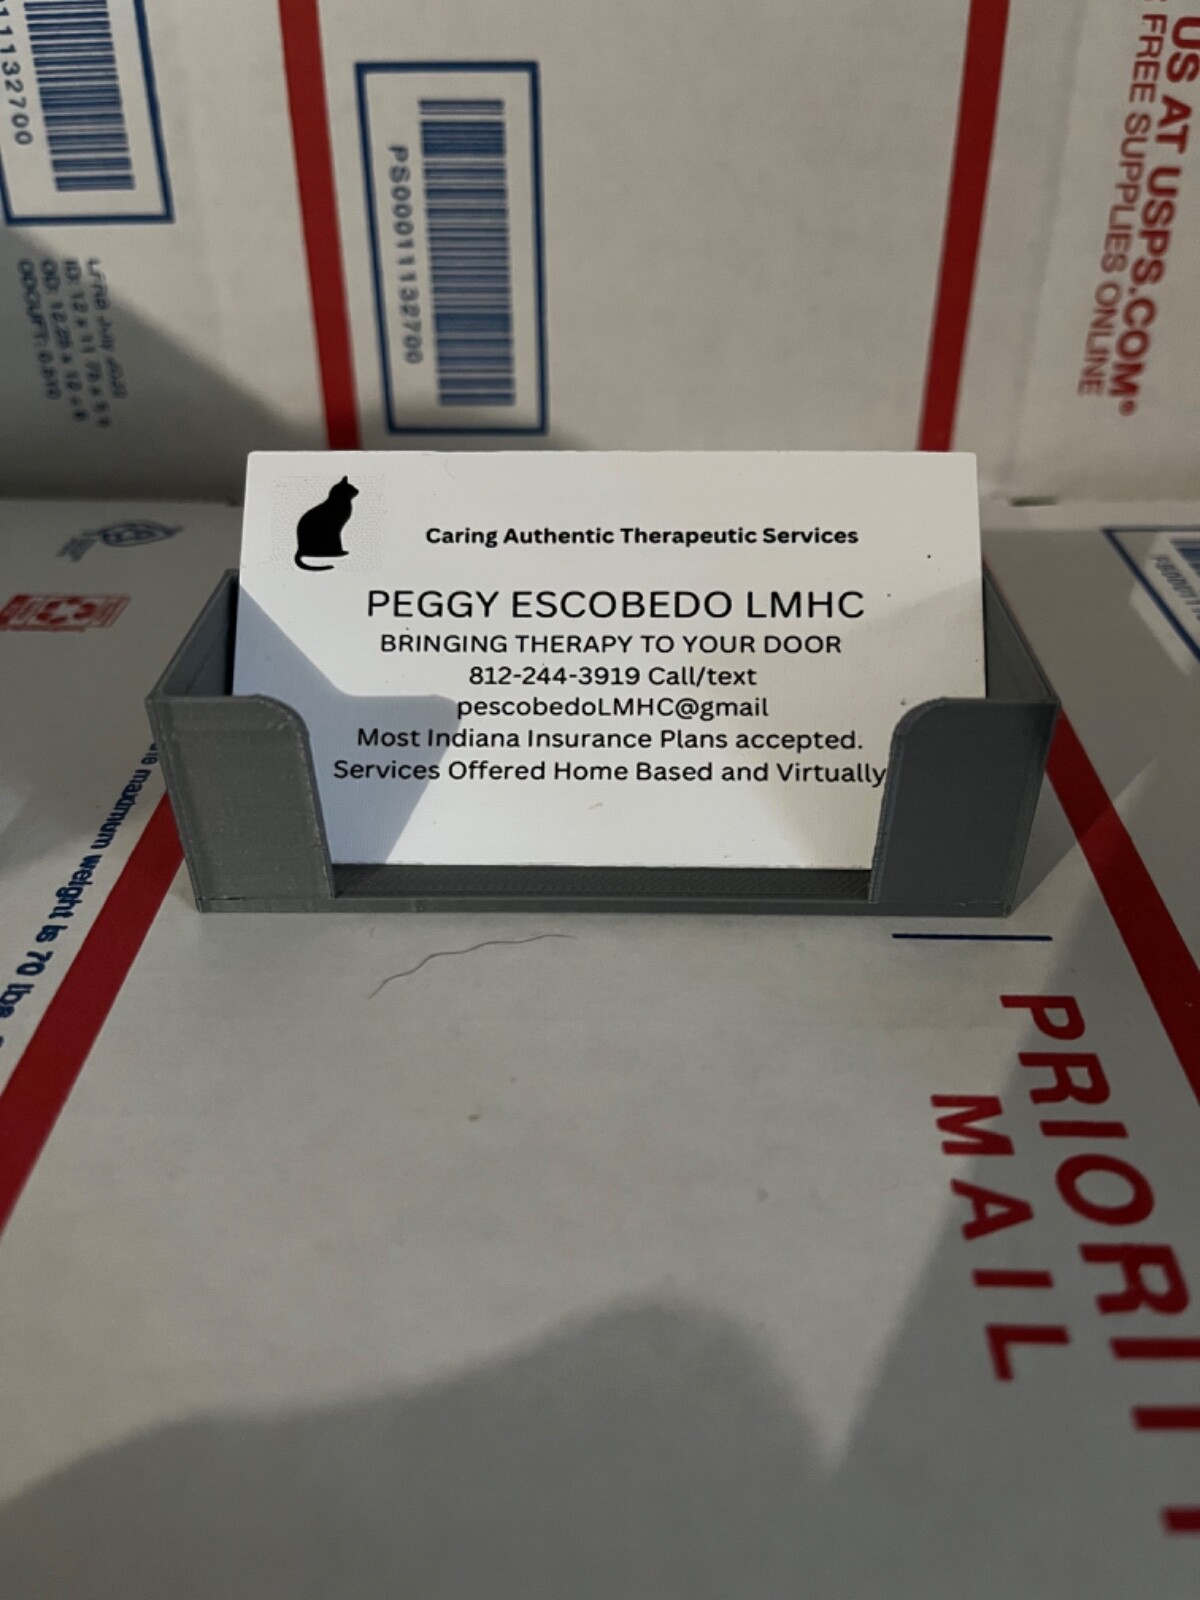 11132700
PS00011132700
US AT USPS.COM®
FREE SUPPLIES ONLINE
Caring Authentic Therapeutic Services
PEGGY ESCOBEDO LMHC
BRINGING THERAPY TO YOUR DOOR
812-244-3919 Call/text
pescobedoLMHC@gmail
Most Indiana Insurance Plans accepted.
Services Offered Home Based and Virtually
maximum weight is 70 lbs.
PRIORIT
MAIL